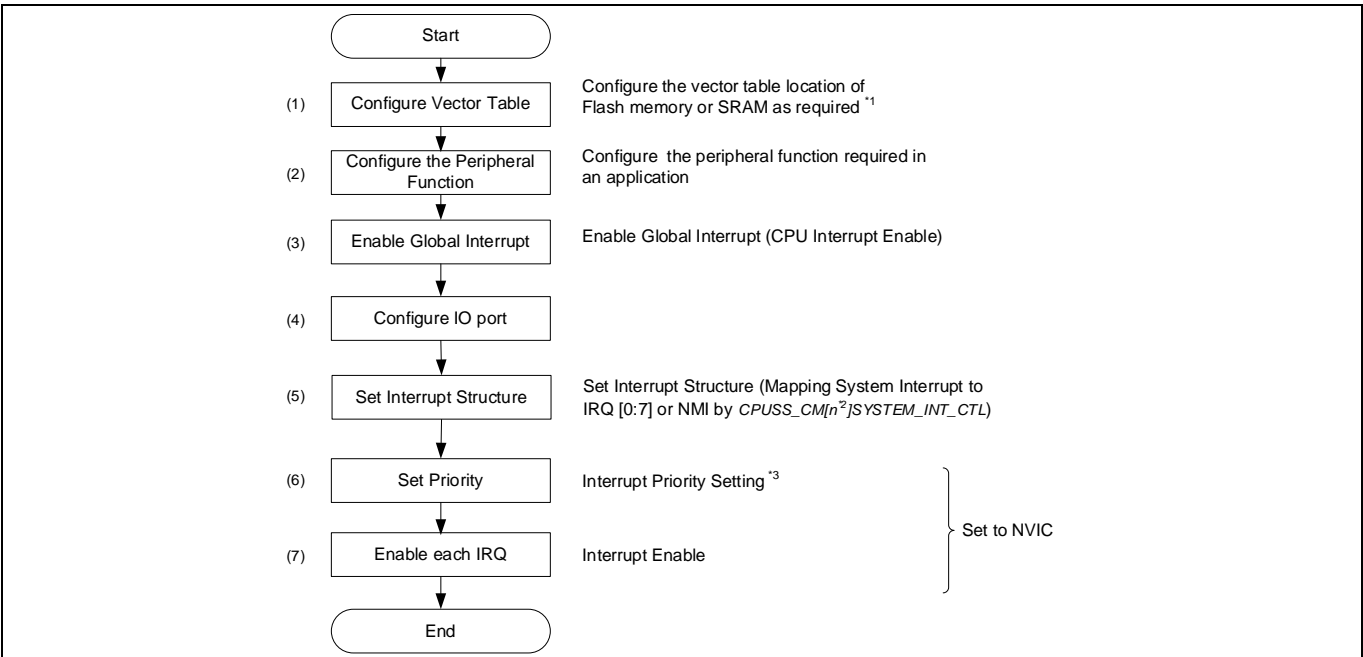 Start
(1)
Configure Vector Table
Configure the vector table location of
Flash memory or SRAM as required *1
(2)
Configure the Peripheral
Function
Configure the peripheral function required in
an application
(3)
Enable Global Interrupt
Enable Global Interrupt (CPU Interrupt Enable)
(4)
Configure IO port
(5)
Set Interrupt Structure
Set Interrupt Structure (Mapping System Interrupt to
IRQ [0:7] or NMI by CPUSS_CM[n*2]SYSTEM_INT_CTL)
(6)
Set Priority
Interrupt Priority Setting *3
Set to NVIC
(7)
Enable each IRQ
Interrupt Enable
End